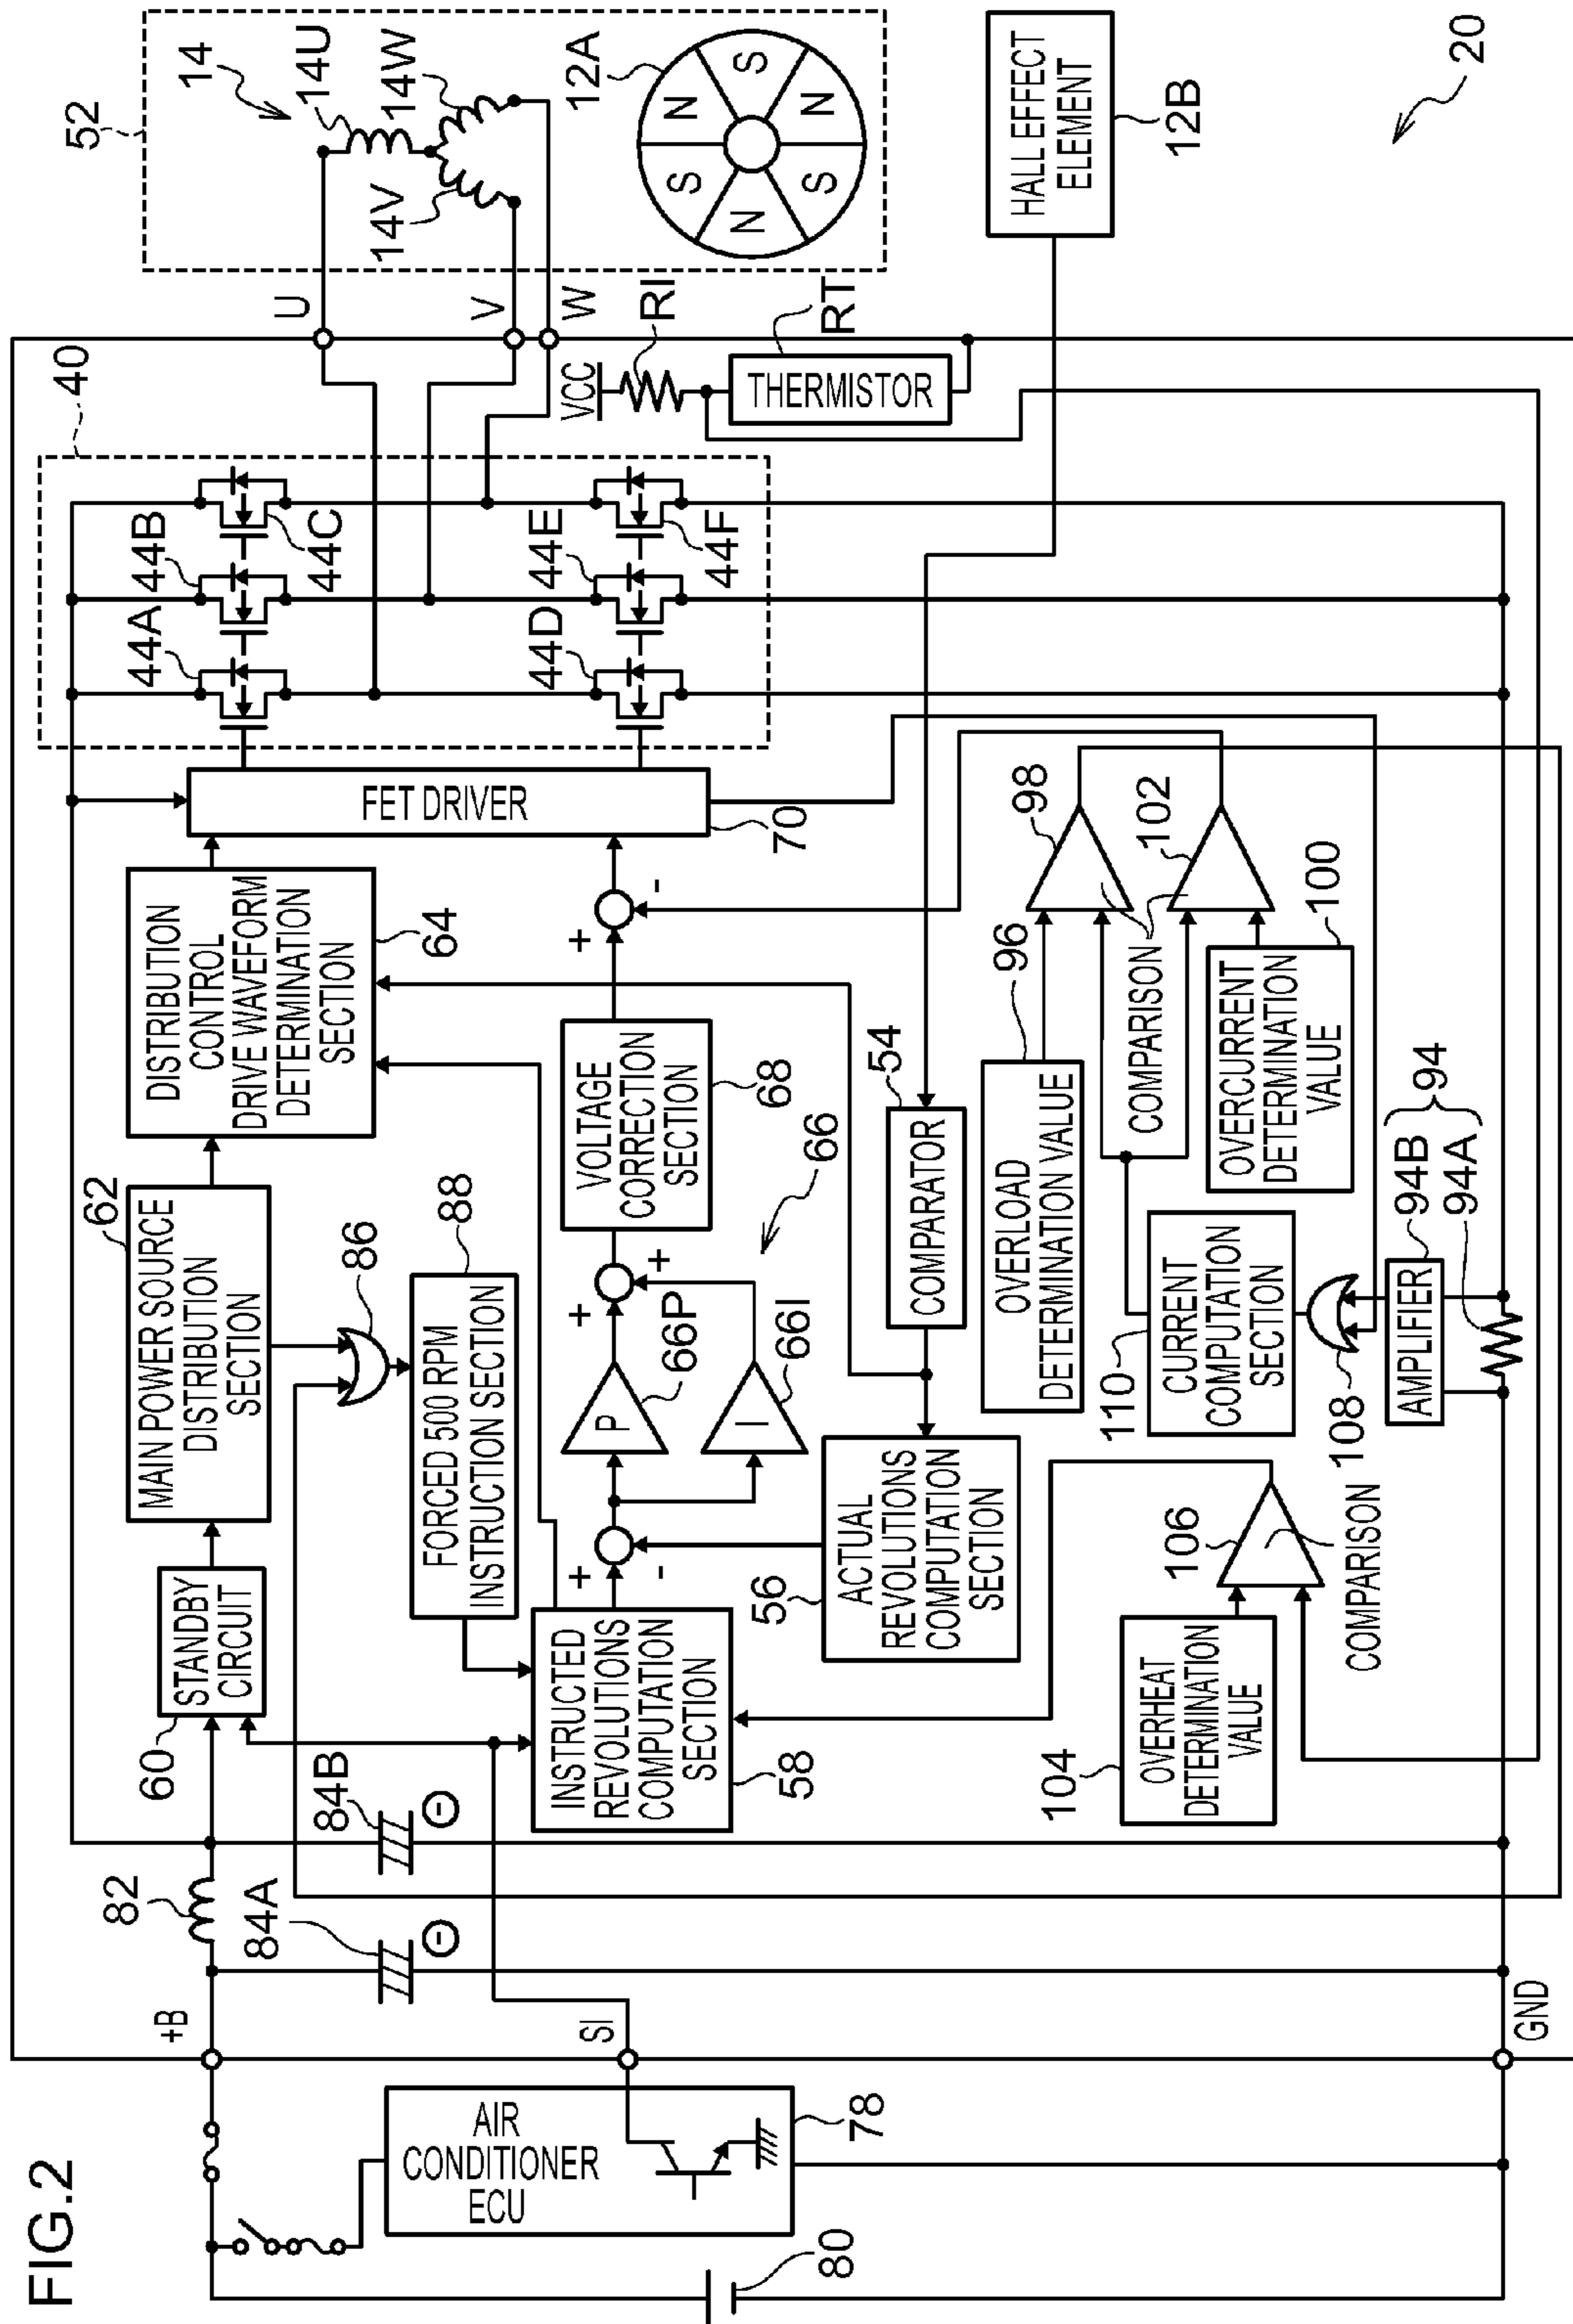 FIG.2
80
AIR
CONDITIONER
ECU
78
+B
SI
GND
82
84A
⊖
84B
⊖
60
STANDBY
CIRCUIT
62
MAIN POWER SOURCE
DISTRIBUTION
SECTION
DISTRIBUTION
CONTROL
DRIVE WAVEFORM
DETERMINATION
SECTION
64
86
FORCED 500 RPM
INSTRUCTION SECTION
88
INSTRUCTED
REVOLUTIONS
COMPUTATION
SECTION
58
+
-
P
66P
I
66I
+
+
66
VOLTAGE
CORRECTION
SECTION
68
+
-
FET DRIVER
70
40
44A
44B
44C
44D
44E
44F
U
V
W
52
14
14U
14V
14W
12A
N
S
N
S
N
S
VCC
RI
THERMISTOR
RT
HALL EFFECT
ELEMENT
12B
20
56
ACTUAL
REVOLUTIONS
COMPUTATION
SECTION
COMPARATOR
54
OVERLOAD
DETERMINATION VALUE
96
98
COMPARISON
102
OVERCURRENT
DETERMINATION
VALUE
100
104
OVERHEAT
DETERMINATION
VALUE
106
COMPARISON
110
CURRENT
COMPUTATION
SECTION
108
AMPLIFIER
94B
94A
94